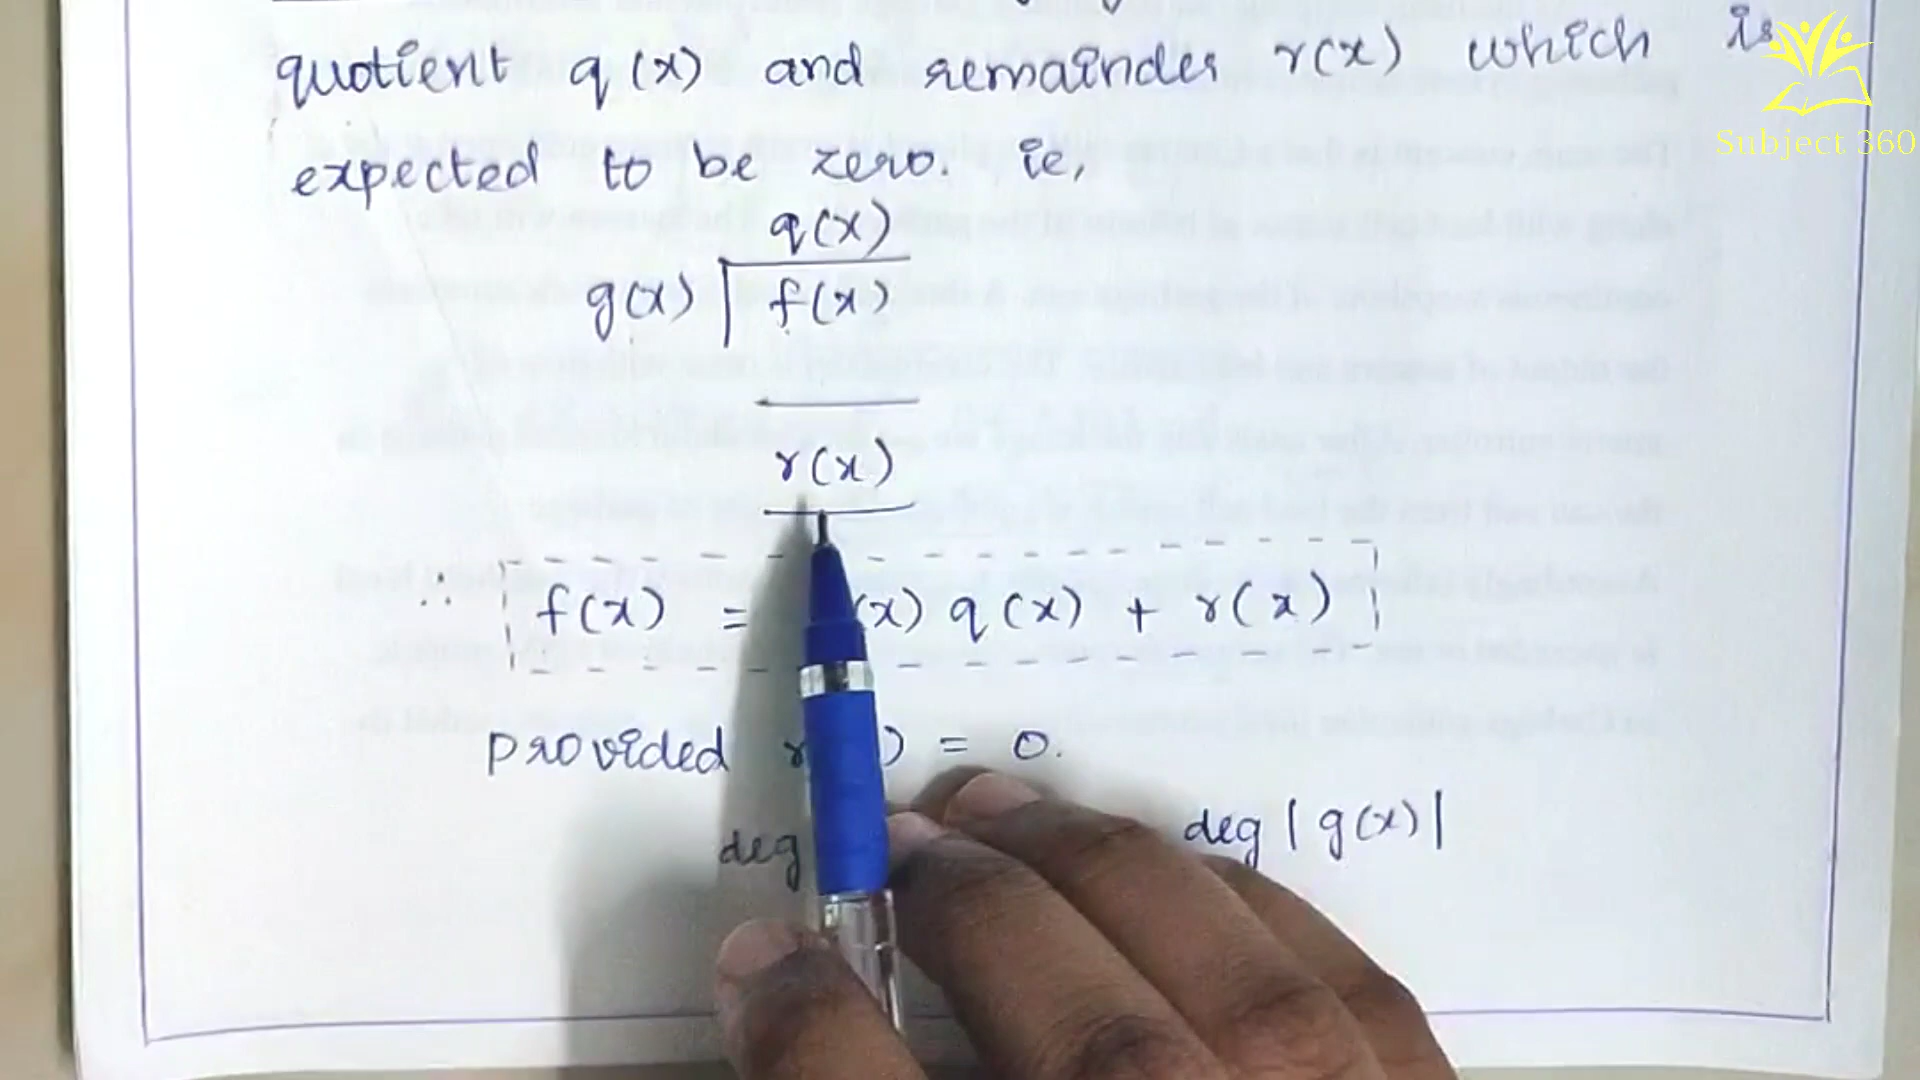 quotient q(x) and remainder r(x) which is
Subject 360
expected to be zero. ie,
q(x)
g(x) f(x)
r(x)
∴ f(x) = (x) q(x) + r(x)
provided r ) = 0.
deg deg |g(x)|